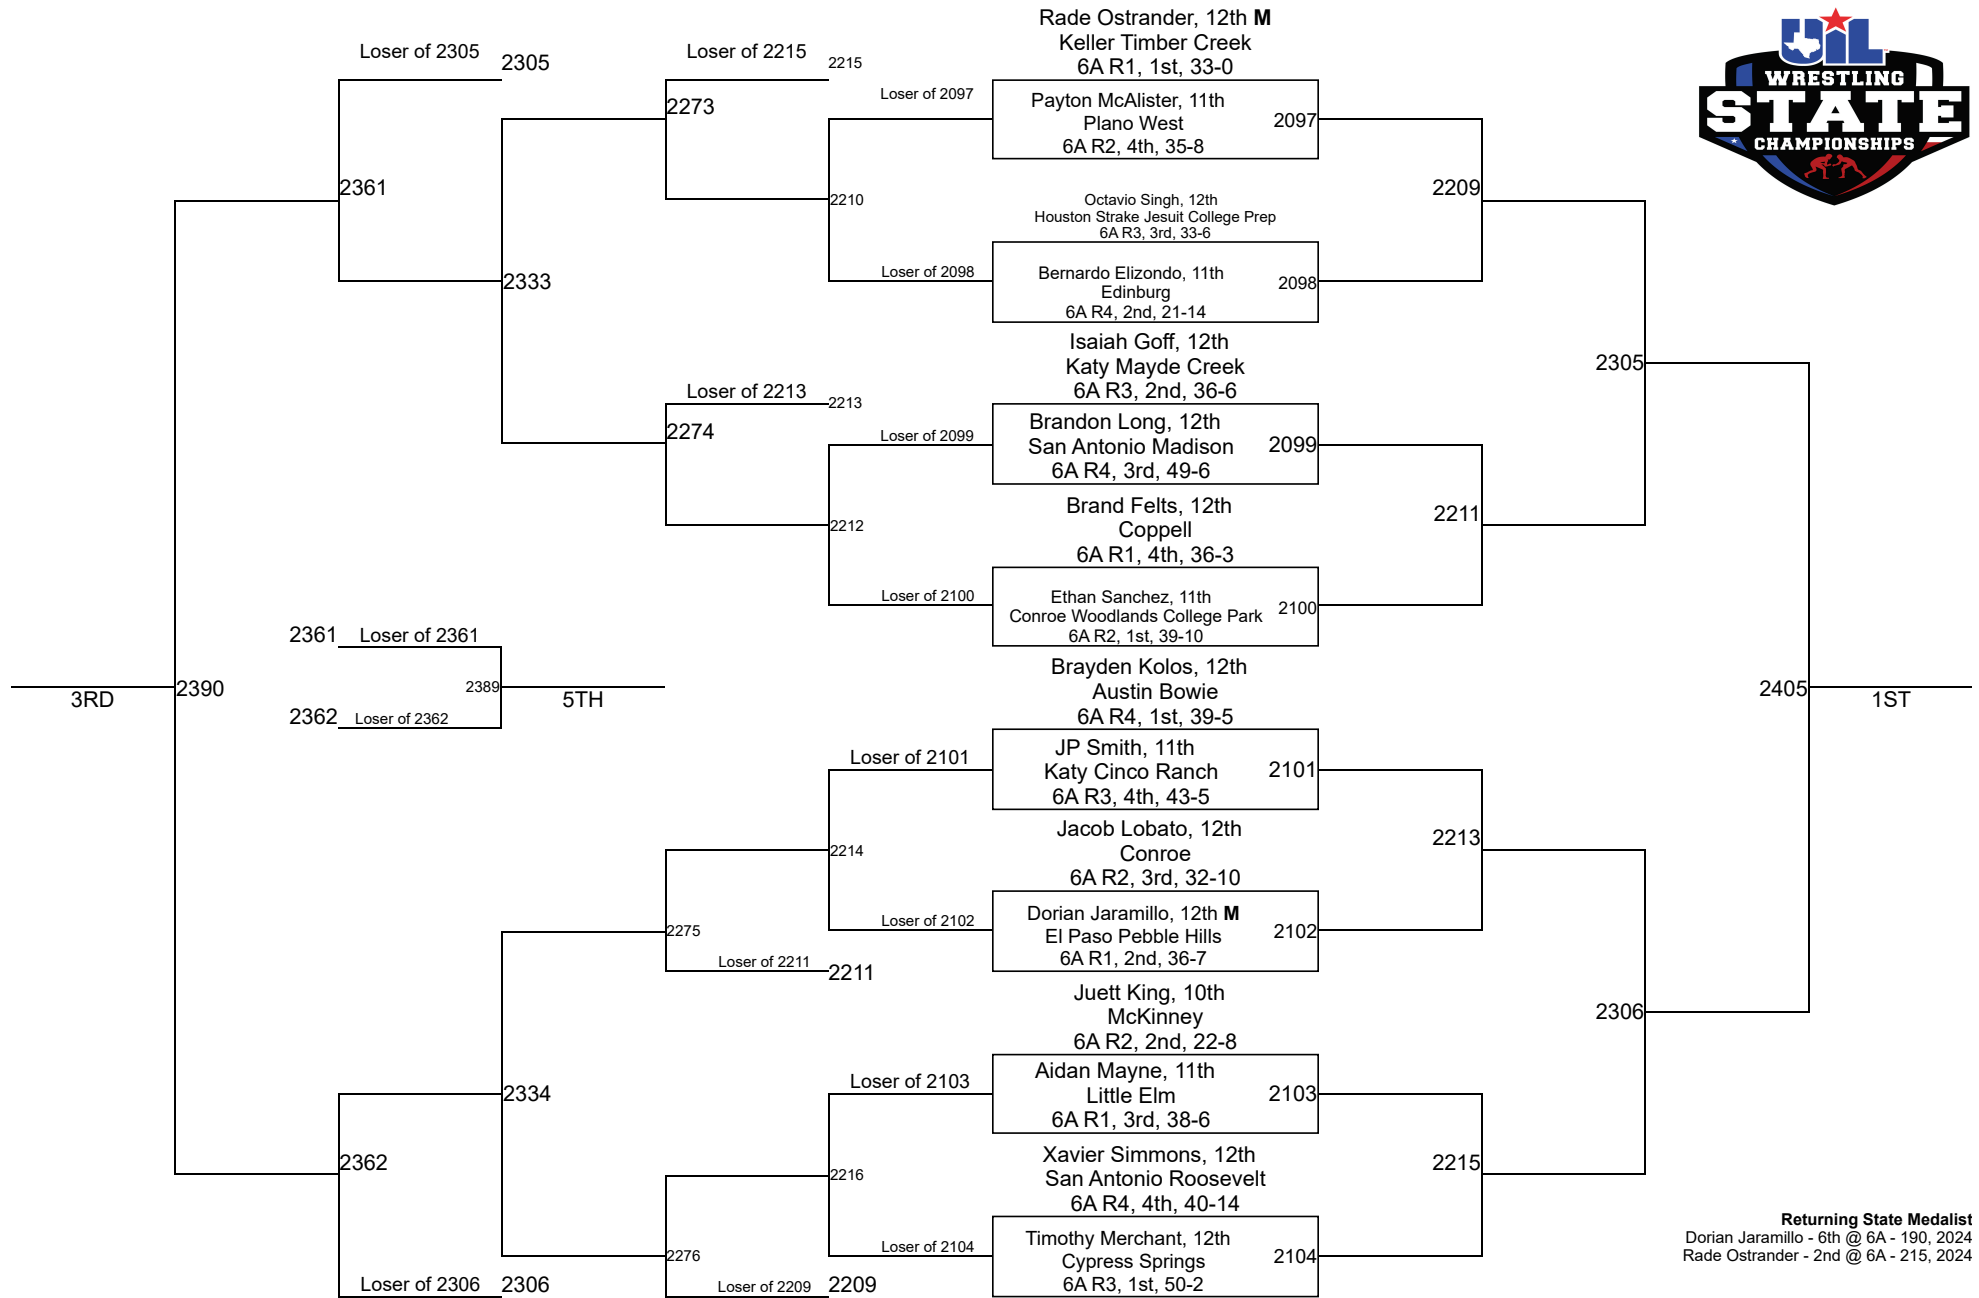 Rade Ostrander, 12th M
Keller Timber Creek
6A R1, 1st, 33-0
Payton McAlister, 11th
Plano West
6A R2, 4th, 35-8
2097
Octavio Singh, 12th
Houston Strake Jesuit College Prep
6A R3, 3rd, 33-6
Bernardo Elizondo, 11th
Edinburg
6A R4, 2nd, 21-14
2098
Isaiah Goff, 12th
Katy Mayde Creek
6A R3, 2nd, 36-6
Brandon Long, 12th
San Antonio Madison
6A R4, 3rd, 49-6
2099
Brand Felts, 12th
Coppell
6A R1, 4th, 36-3
Ethan Sanchez, 11th
Conroe Woodlands College Park
6A R2, 1st, 39-10
2100
Brayden Kolos, 12th
Austin Bowie
6A R4, 1st, 39-5
JP Smith, 11th
Katy Cinco Ranch
6A R3, 4th, 43-5
2101
Jacob Lobato, 12th
Conroe
6A R2, 3rd, 32-10
Dorian Jaramillo, 12th M
El Paso Pebble Hills
6A R1, 2nd, 36-7
2102
Juett King, 10th
McKinney
6A R2, 2nd, 22-8
Aidan Mayne, 11th
Little Elm
6A R1, 3rd, 38-6
2103
Xavier Simmons, 12th
San Antonio Roosevelt
6A R4, 4th, 40-14
Timothy Merchant, 12th
Cypress Springs
6A R3, 1st, 50-2
2104
2209
2211
2213
2215
2305
2306
2405
1ST
Loser of 2097
Loser of 2098
Loser of 2099
Loser of 2100
Loser of 2101
Loser of 2102
Loser of 2103
Loser of 2104
2210
2212
2214
2216
Loser of 2215
2215
Loser of 2213
2213
Loser of 2211
2211
Loser of 2209
2209
2273
2274
2275
2276
2333
2334
Loser of 2305
2305
Loser of 2306
2306
2361
2362
2390
3RD
2361
Loser of 2361
2362
Loser of 2362
2389
5TH
UIL
WRESTLING
STATE
CHAMPIONSHIPS
Returning State Medalist
Dorian Jaramillo - 6th @ 6A - 190, 2024
Rade Ostrander - 2nd @ 6A - 215, 2024